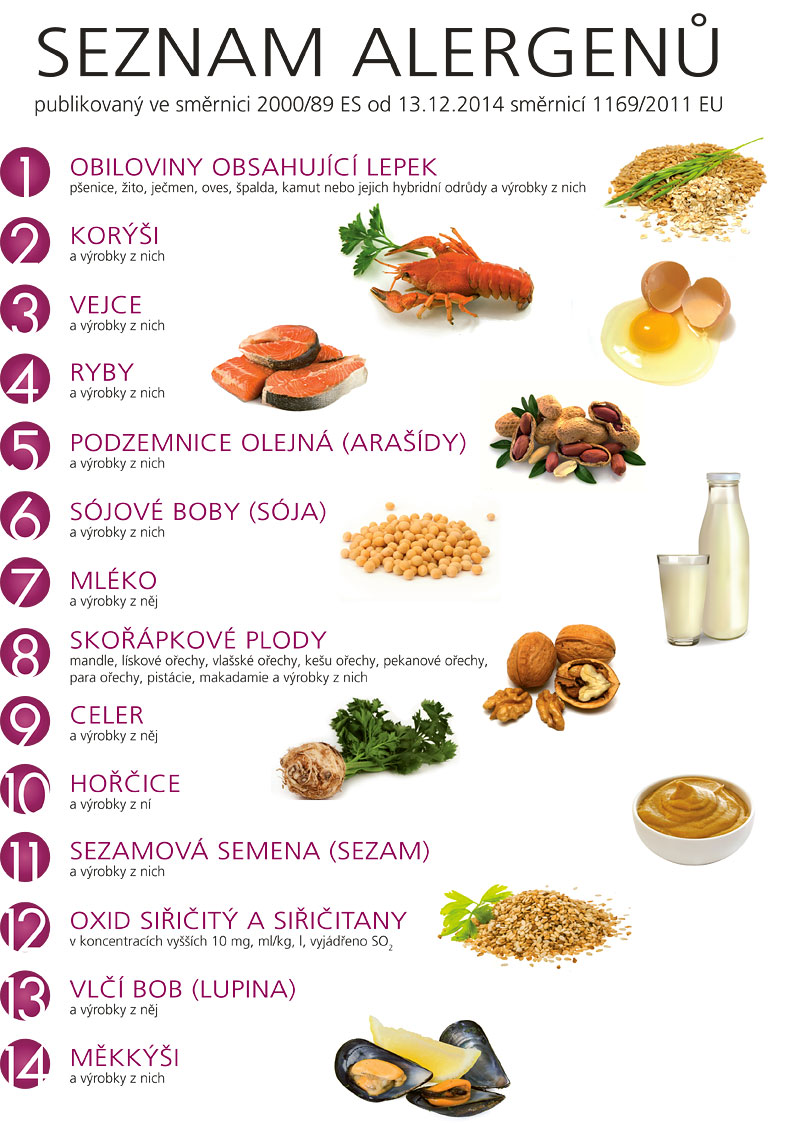 SEZNAM ALERGENŮ
publikovaný ve směrnici 2000/89 ES od 13.12.2014 směrnicí 1169/2011 EU
1 OBILOVINY OBSAHUJÍCÍ LEPEK
pšenice, žito, ječmen, oves, špalda, kamut nebo jejich hybridní odrůdy a výrobky z nich
2 KORÝŠI
a výrobky z nich
3 VEJCE
a výrobky z nich
4 RYBY
a výrobky z nich
5 PODZEMNICE OLEJNÁ (ARAŠÍDY)
a výrobky z nich
6 SÓJOVÉ BOBY (SÓJA)
a výrobky z nich
7 MLÉKO
a výrobky z něj
8 SKOŘÁPKOVÉ PLODY
mandle, lískové ořechy, vlašské ořechy, kešu ořechy, pekanové ořechy,
para ořechy, pistácie, makadamie a výrobky z nich
9 CELER
a výrobky z něj
10 HOŘČICE
a výrobky z ní
11 SEZAMOVÁ SEMENA (SEZAM)
a výrobky z nich
12 OXID SIŘIČITÝ A SIŘIČITANY
v koncentracích vyšších 10 mg, ml/kg, l, vyjádřeno SO₂
13 VLČÍ BOB (LUPINA)
a výrobky z něj
14 MĚKKÝŠI
a výrobky z nich